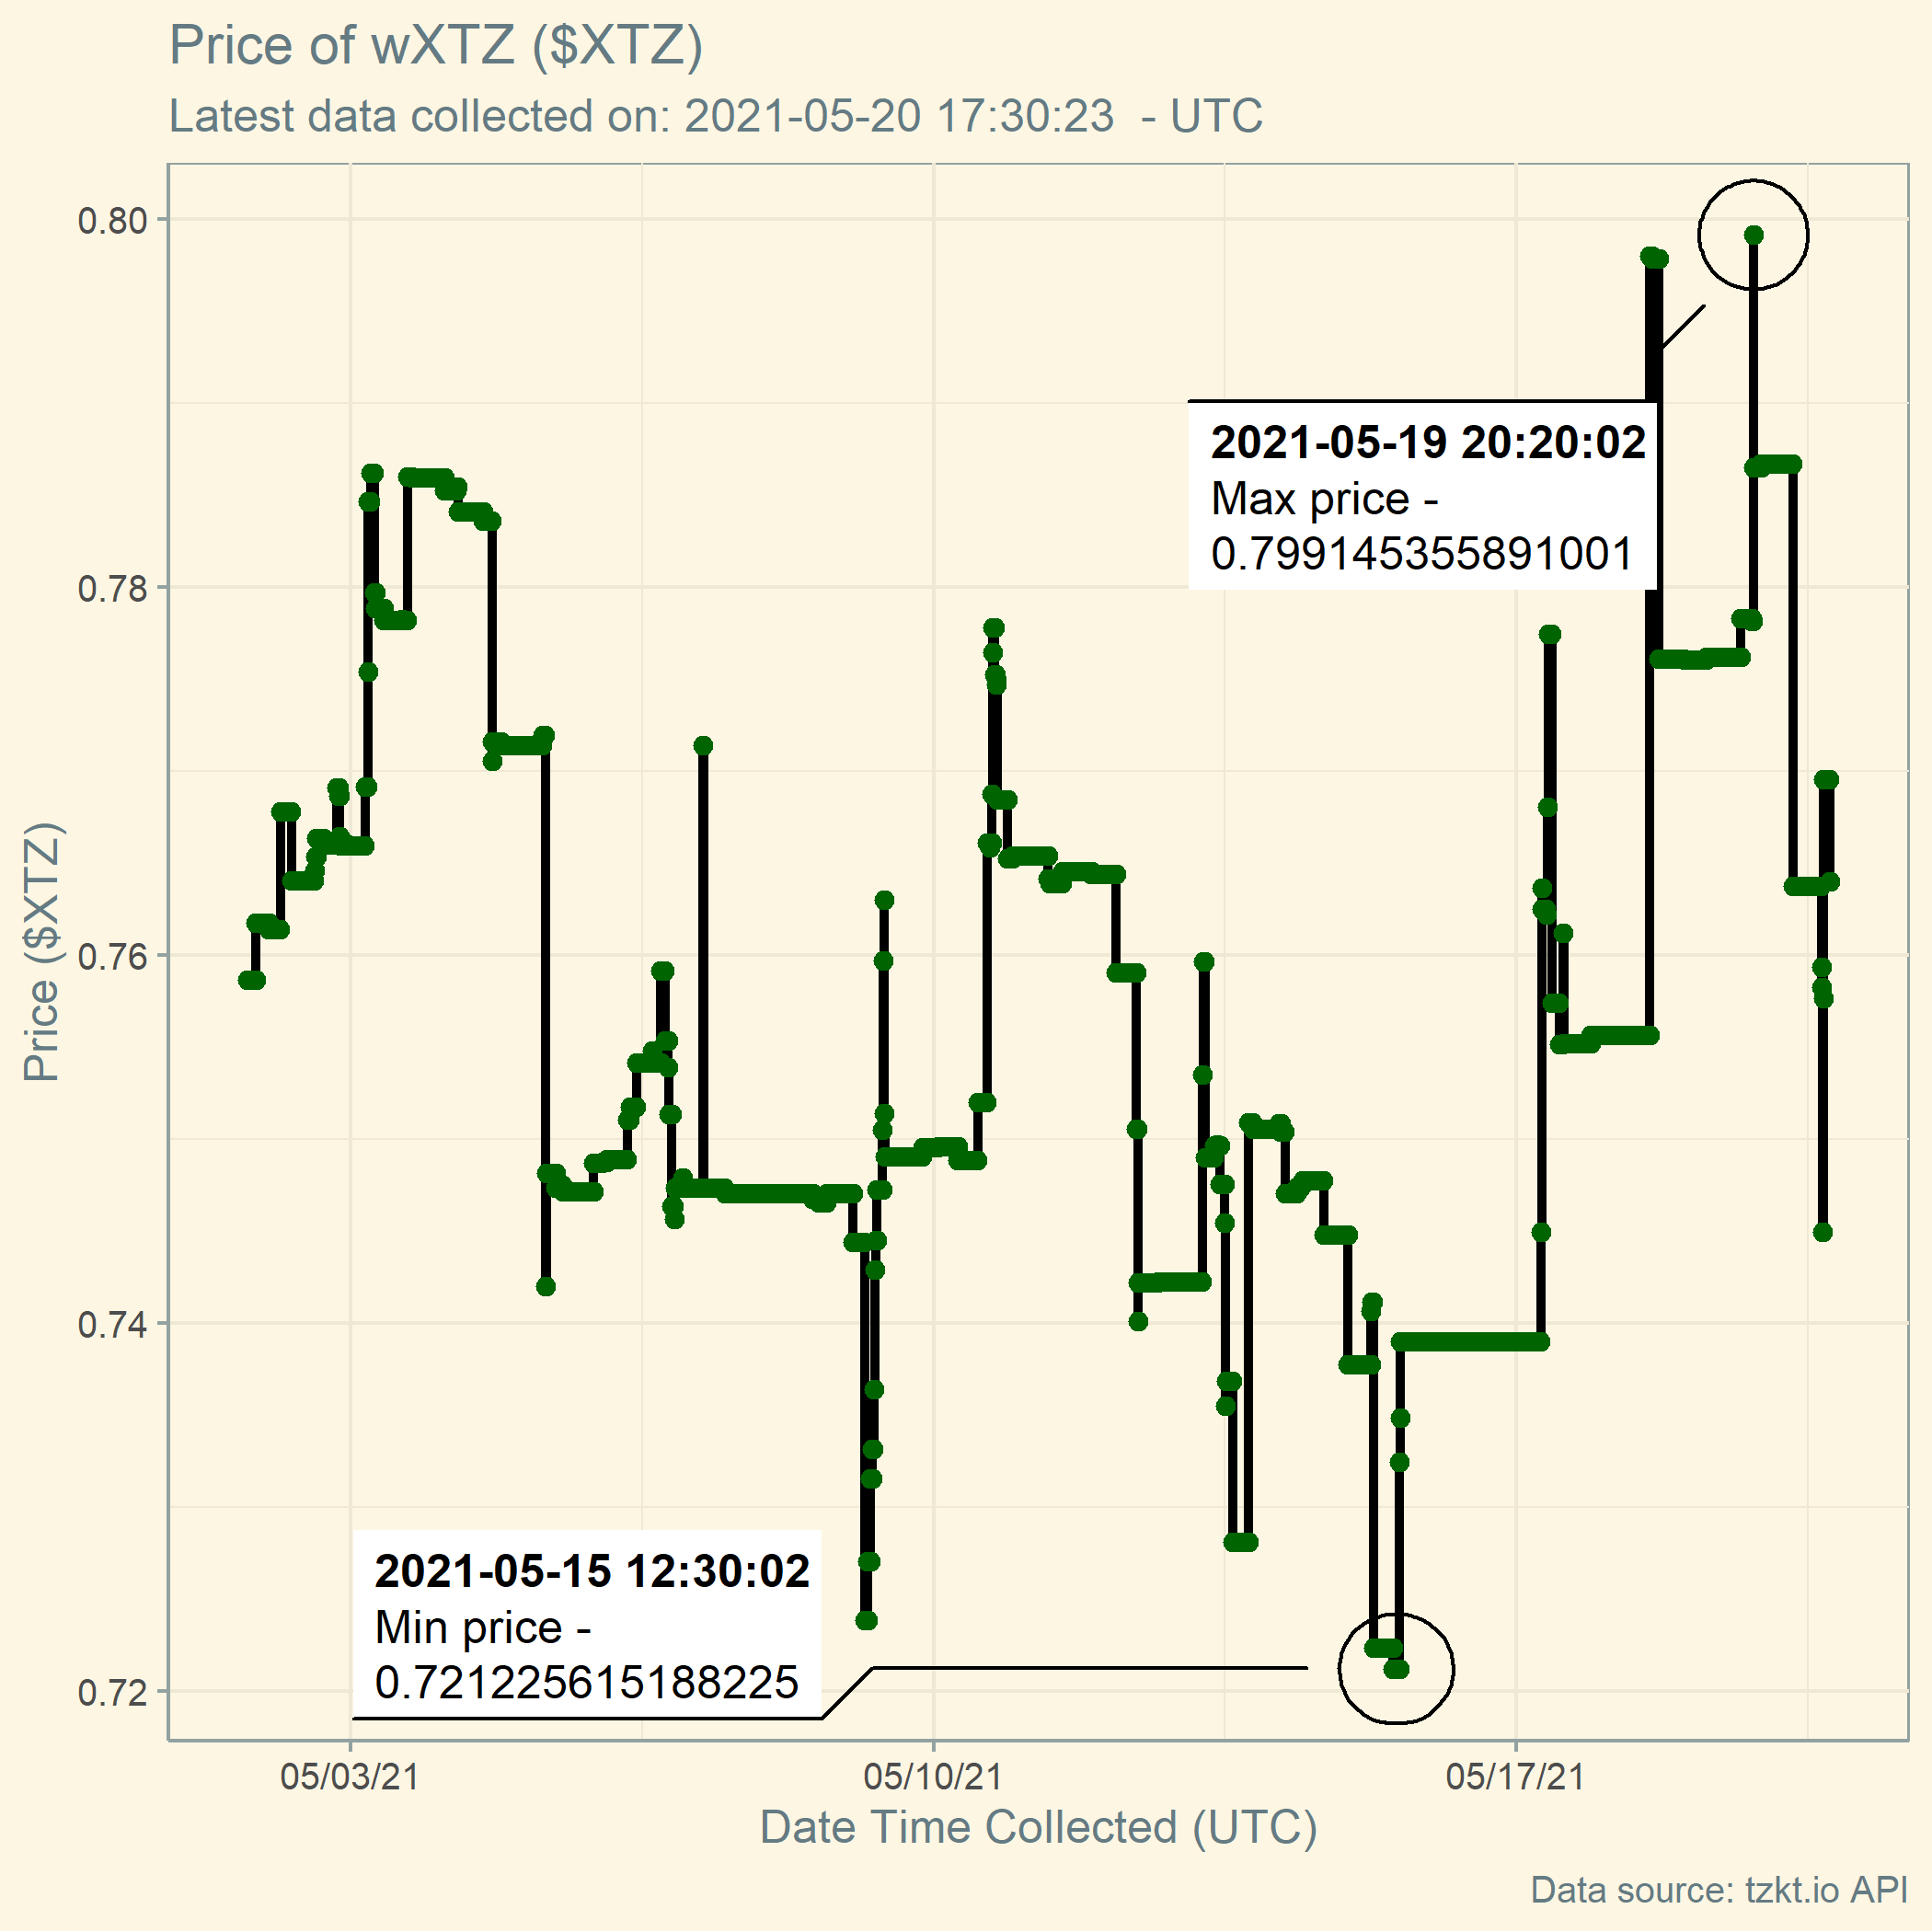 Price of wXTZ ($XTZ)
Latest data collected on: 2021-05-20 17:30:23  - UTC
Price ($XTZ)
0.80
0.78
0.76
0.74
0.72
2021-05-19 20:20:02
Max price -
0.799145355891001
2021-05-15 12:30:02
Min price -
0.721225615188225
05/03/21
05/10/21
05/17/21
Date Time Collected (UTC)
Data source: tzkt.io API